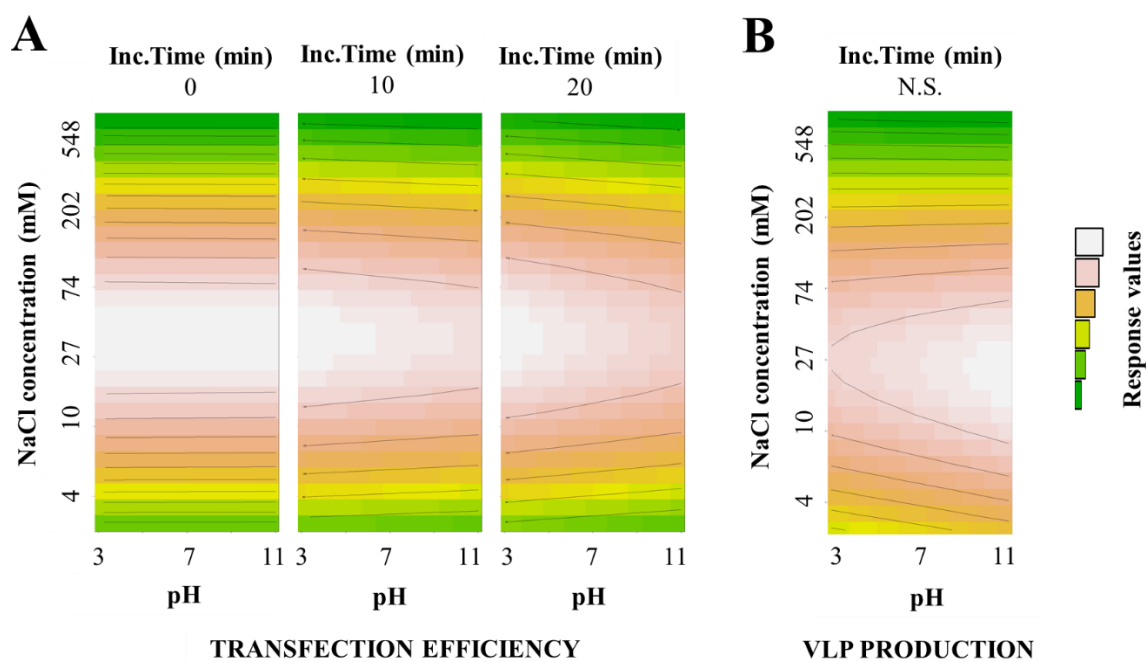 A
B
Inc.Time (min)
0
Inc.Time (min)
10
Inc.Time (min)
20
Inc.Time (min)
N.S.
NaCl concentration (mM)
548
202
74
27
10
4
3 7 11
pH
3 7 11
pH
3 7 11
pH
TRANSFECTION EFFICIENCY
NaCl concentration (mM)
548
202
74
27
10
4
3 7 11
pH
VLP PRODUCTION
Response values